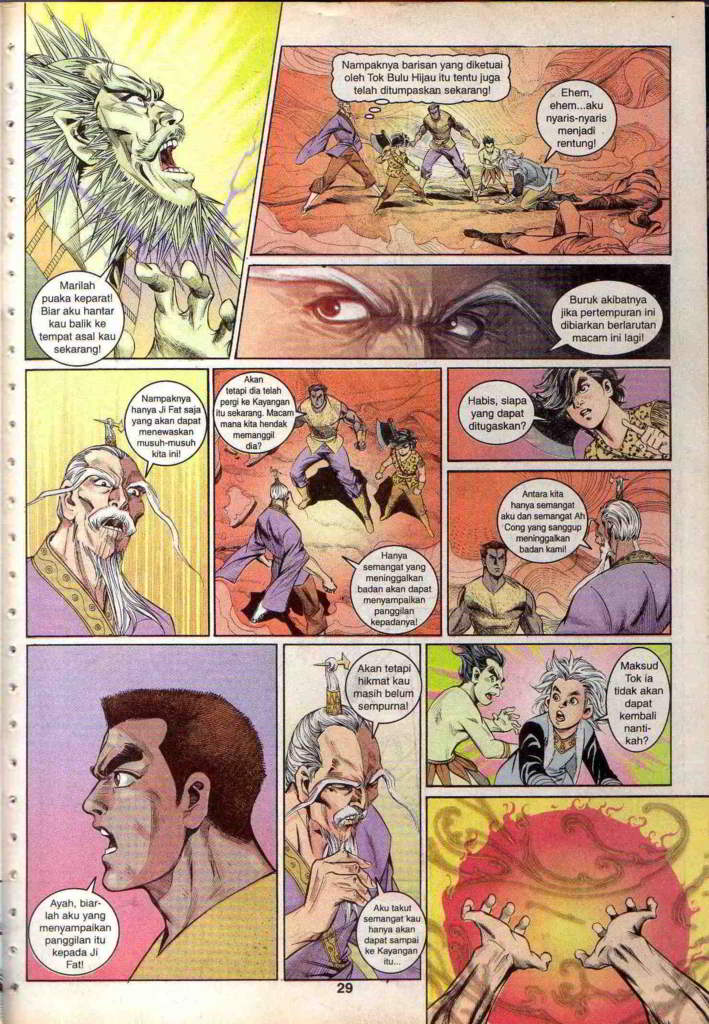 Marilah
puaka keparat!
Biar aku hantar
kau balik ke
tempat asal kau
sekarang!
Nampaknya barisan yang diketuai
oleh Tok Bulu Hijau itu tentu juga
telah ditumpaskan sekarang!
Ehem,
ehem...aku
nyaris-nyaris
menjadi
rentung!
Buruk akibatnya
jika pertempuran ini
dibiarkan berlarutan
macam ini lagi!
Nampaknya
hanya Ji Fat saja
yang akan dapat
menewaskan
musuh-musuh
kita ini!
Akan
tetapi dia telah
pergi ke Kayangan
itu sekarang. Macam
mana kita hendak
memanggil
dia?
Hanya
semangat yang
meninggalkan
badan akan dapat
menyampaikan
panggilan
kepadanya!
Habis, siapa
yang dapat
ditugaskan?
Antara kita
hanya semangat
aku dan semangat Ah
Cong yang sanggup
meninggalkan
badan kami!
Ayah, biar-
lah aku yang
menyampaikan
panggilan itu
kepada Ji
Fat!
Akan tetapi
hikmat kau
masih belum
sempurna!
Aku takut
semangat kau
hanya akan
dapat sampai
ke Kayangan
itu...
Maksud
Tok ia
tidak akan
dapat
kembali
nanti-
kah?
29